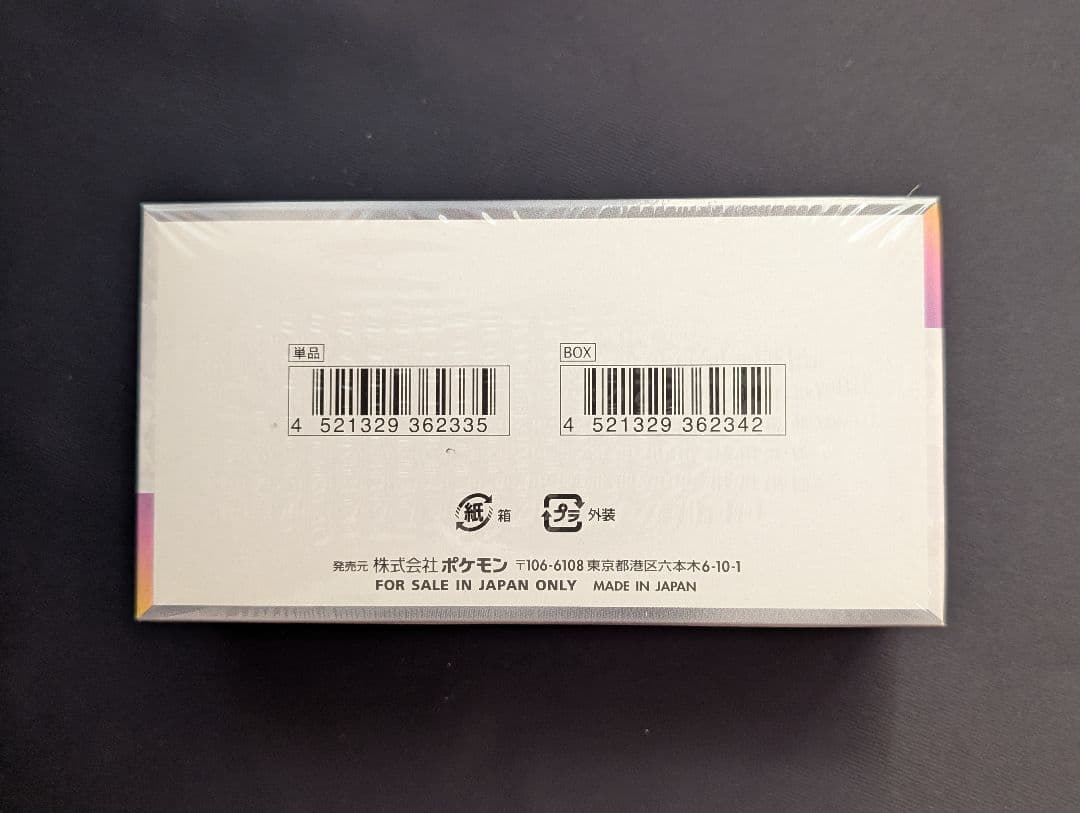 単品
4 521329 362335
BOX
4 521329 362342
紙 箱
プラ 外装
発売元 株式会社ポケモン 〒106-6108 東京都港区六本木6-10-1
FOR SALE IN JAPAN ONLY MADE IN JAPAN